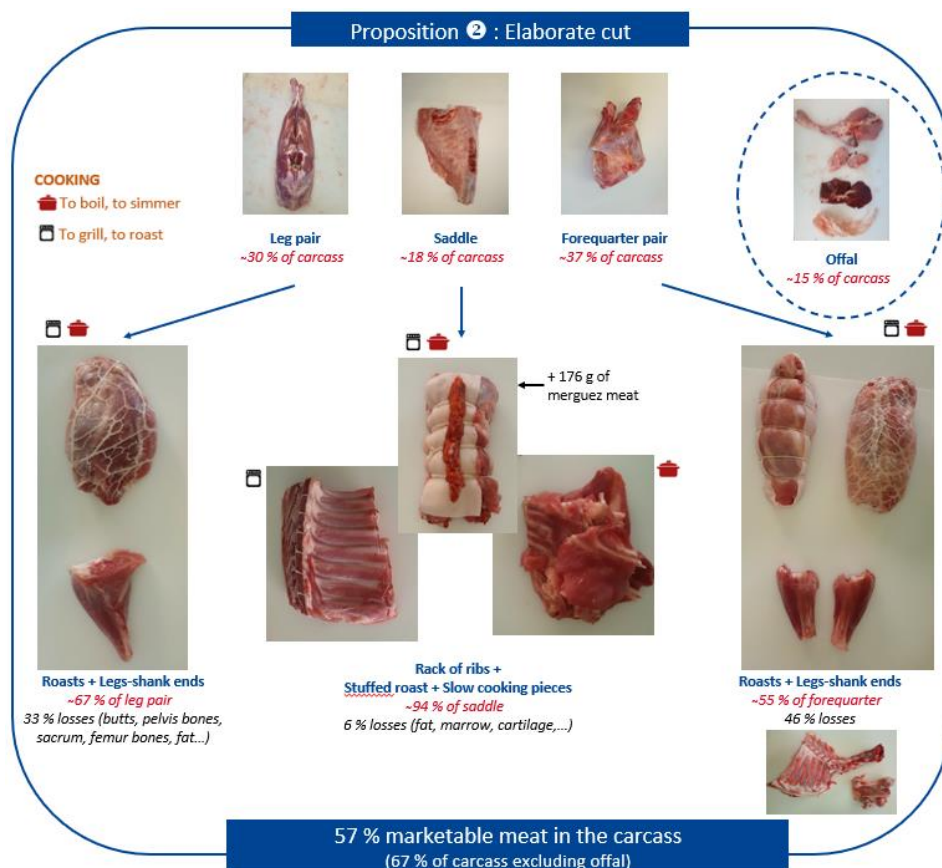 Proposition ❷ : Elaborate cut
COOKING
To boil, to simmer
To grill, to roast
Leg pair
~30 % of carcass
Saddle
~18 % of carcass
Forequarter pair
~37 % of carcass
Offal
~15 % of carcass
+ 176 g of
merguez meat
Roasts + Legs-shank ends
~67 % of leg pair
33 % losses (butts, pelvis bones,
sacrum, femur bones, fat...)
Rack of ribs +
Stuffed roast + Slow cooking pieces
~94 % of saddle
6 % losses (fat, marrow, cartilage,...)
Roasts + Legs-shank ends
~55 % of forequarter
46 % losses
57 % marketable meat in the carcass
(67 % of carcass excluding offal)